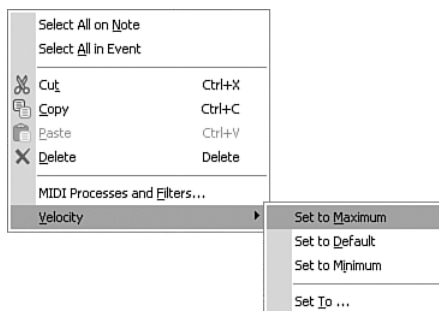 Select All on Note
Select All in Event
Cut Ctrl+X
Copy Ctrl+C
Paste Ctrl+V
Delete Delete
MIDI Processes and Filters...
Velocity
Set to Maximum
Set to Default
Set to Minimum
Set To ...